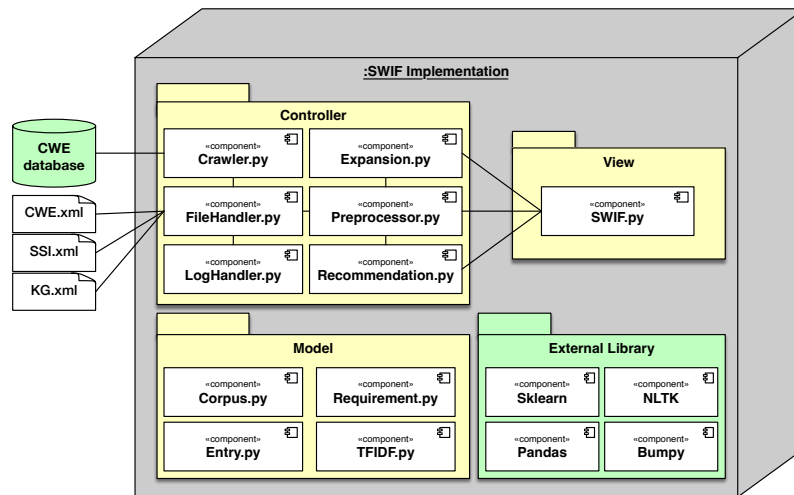 :SWIF Implementation
CWE
database
CWE.xml
SSI.xml
KG.xml
Controller
«component»
Crawler.py
«component»
Expansion.py
«component»
FileHandler.py
«component»
Preprocessor.py
«component»
LogHandler.py
«component»
Recommendation.py
View
«component»
SWIF.py
Model
«component»
Corpus.py
«component»
Requirement.py
«component»
Entry.py
«component»
TFIDF.py
External Library
«component»
Sklearn
«component»
NLTK
«component»
Pandas
«component»
Bumpy